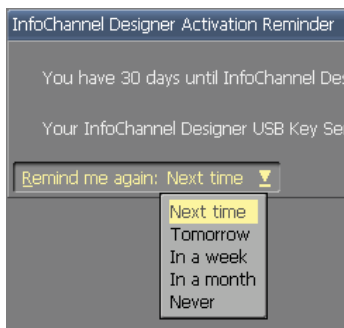 InfoChannel Designer Activation Reminder
You have 30 days until InfoChannel Des
Your InfoChannel Designer USB Key Se
Remind me again: Next time
Next time
Tomorrow
In a week
In a month
Never